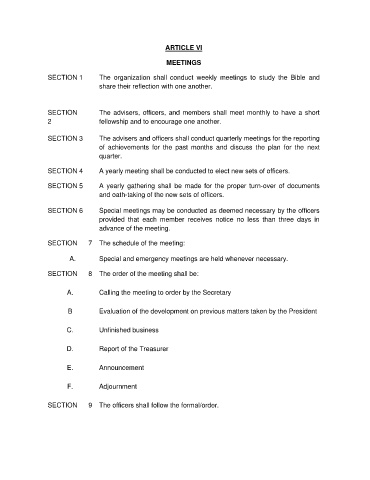 ARTICLE VI
MEETINGS
SECTION 1 The organization shall conduct weekly meetings to study the Bible and
share their reflection with one another.
SECTION 2 The advisers, officers, and members shall meet monthly to have a short
fellowship and to encourage one another.
SECTION 3 The advisers and officers shall conduct quarterly meetings for the reporting
of achievements for the past months and discuss the plan for the next
quarter.
SECTION 4 A yearly meeting shall be conducted to elect new sets of officers.
SECTION 5 A yearly gathering shall be made for the proper turn-over of documents
and oath-taking of the new sets of officers.
SECTION 6 Special meetings may be conducted as deemed necessary by the officers
provided that each member receives notice no less than three days in
advance of the meeting.
SECTION 7 The schedule of the meeting:
A. Special and emergency meetings are held whenever necessary.
SECTION 8 The order of the meeting shall be:
A. Calling the meeting to order by the Secretary
B Evaluation of the development on previous matters taken by the President
C. Unfinished business
D. Report of the Treasurer
E. Announcement
F. Adjournment
SECTION 9 The officers shall follow the formal/order.